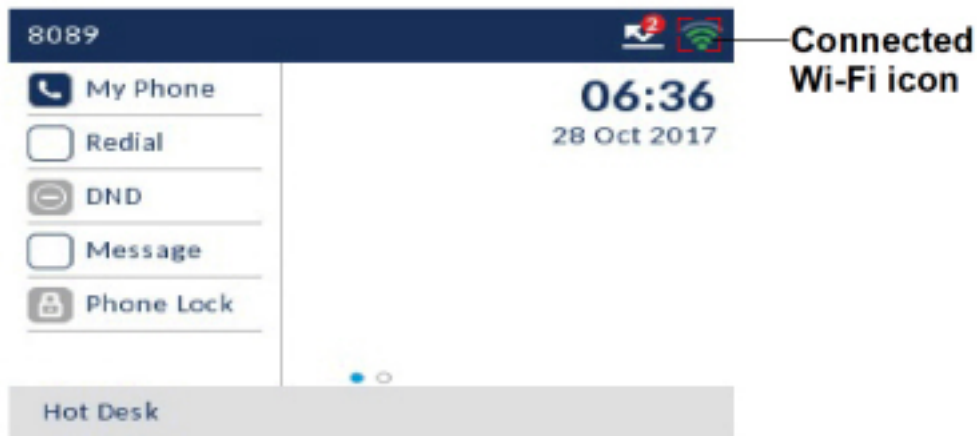 8089
2
Connected
Wi-Fi icon
My Phone
06:36
28 Oct 2017
Redial
DND
Message
Phone Lock
Hot Desk